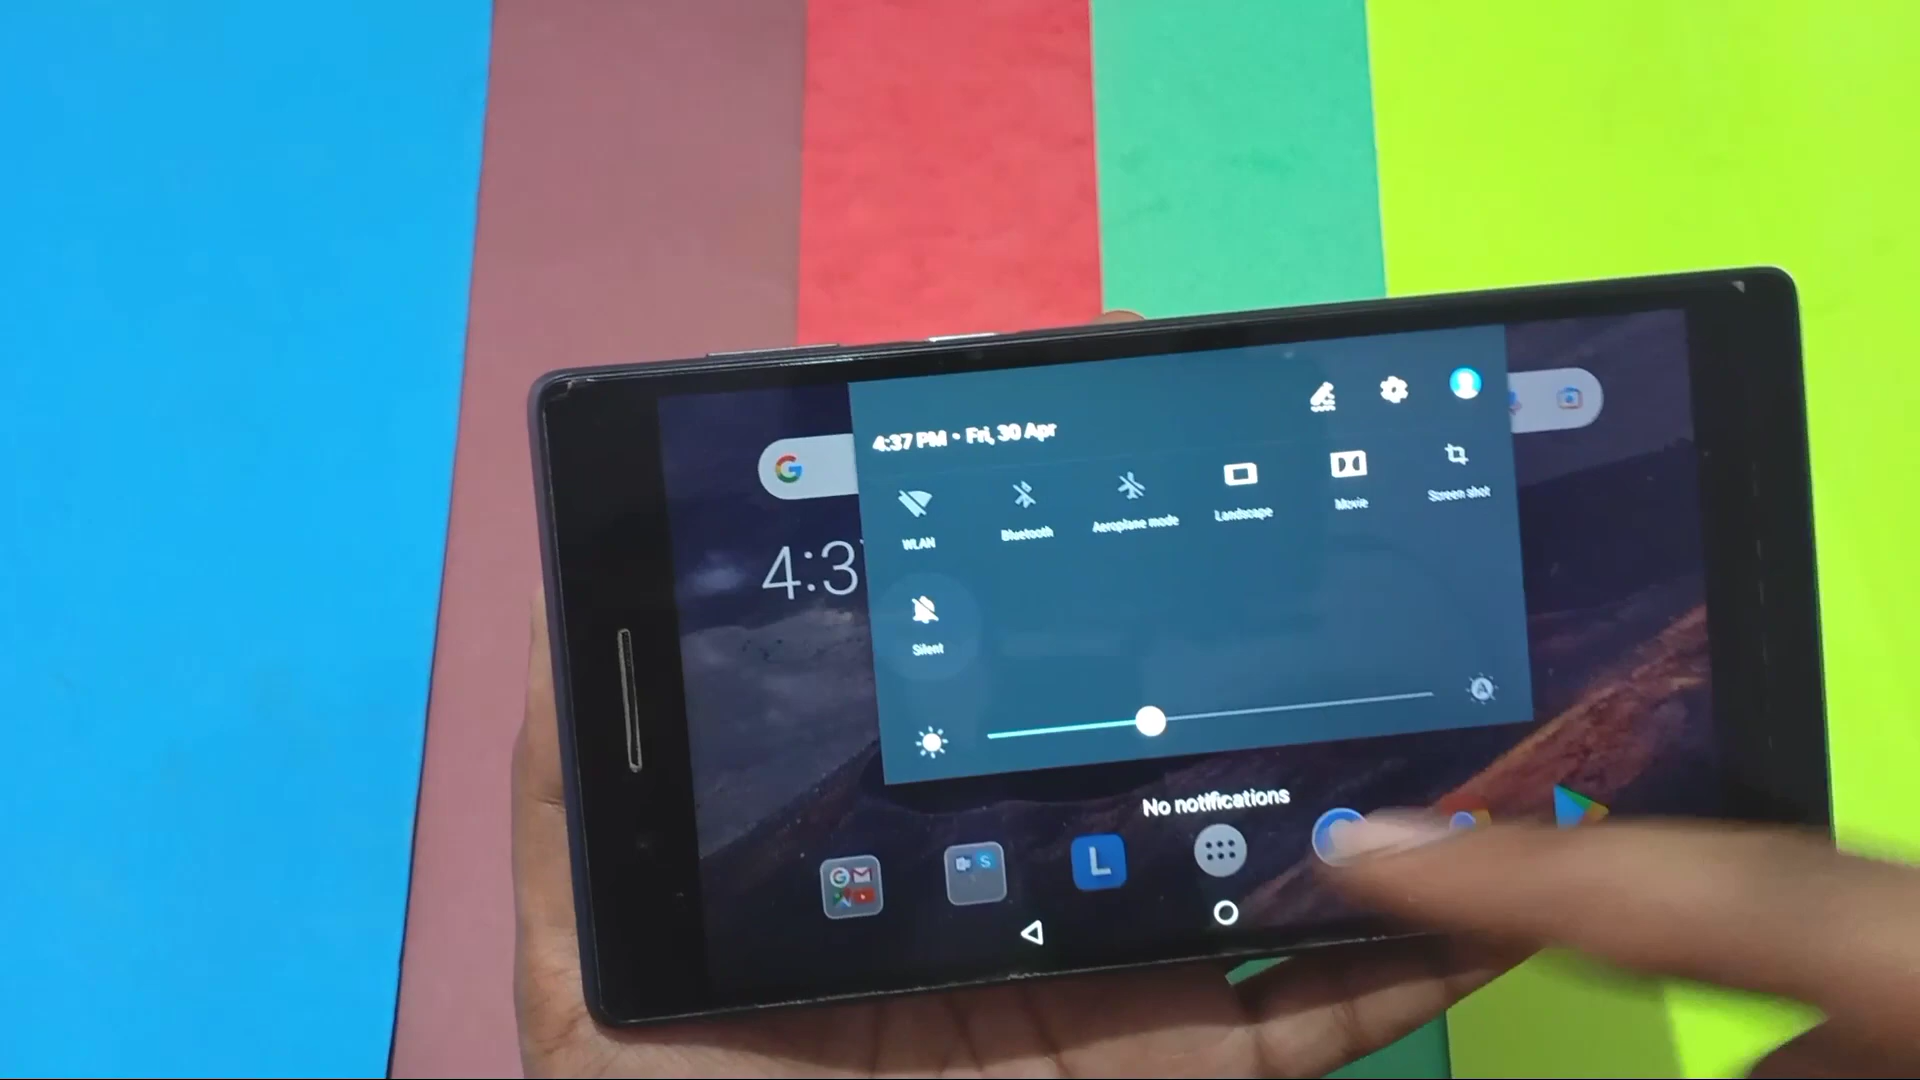 4:37 PM • Fri, 30 Apr
WLAN
Bluetooth
Aeroplane mode
Landscape
Movie
Screen shot
4:3
Silent
A
No notifications
G
S
L